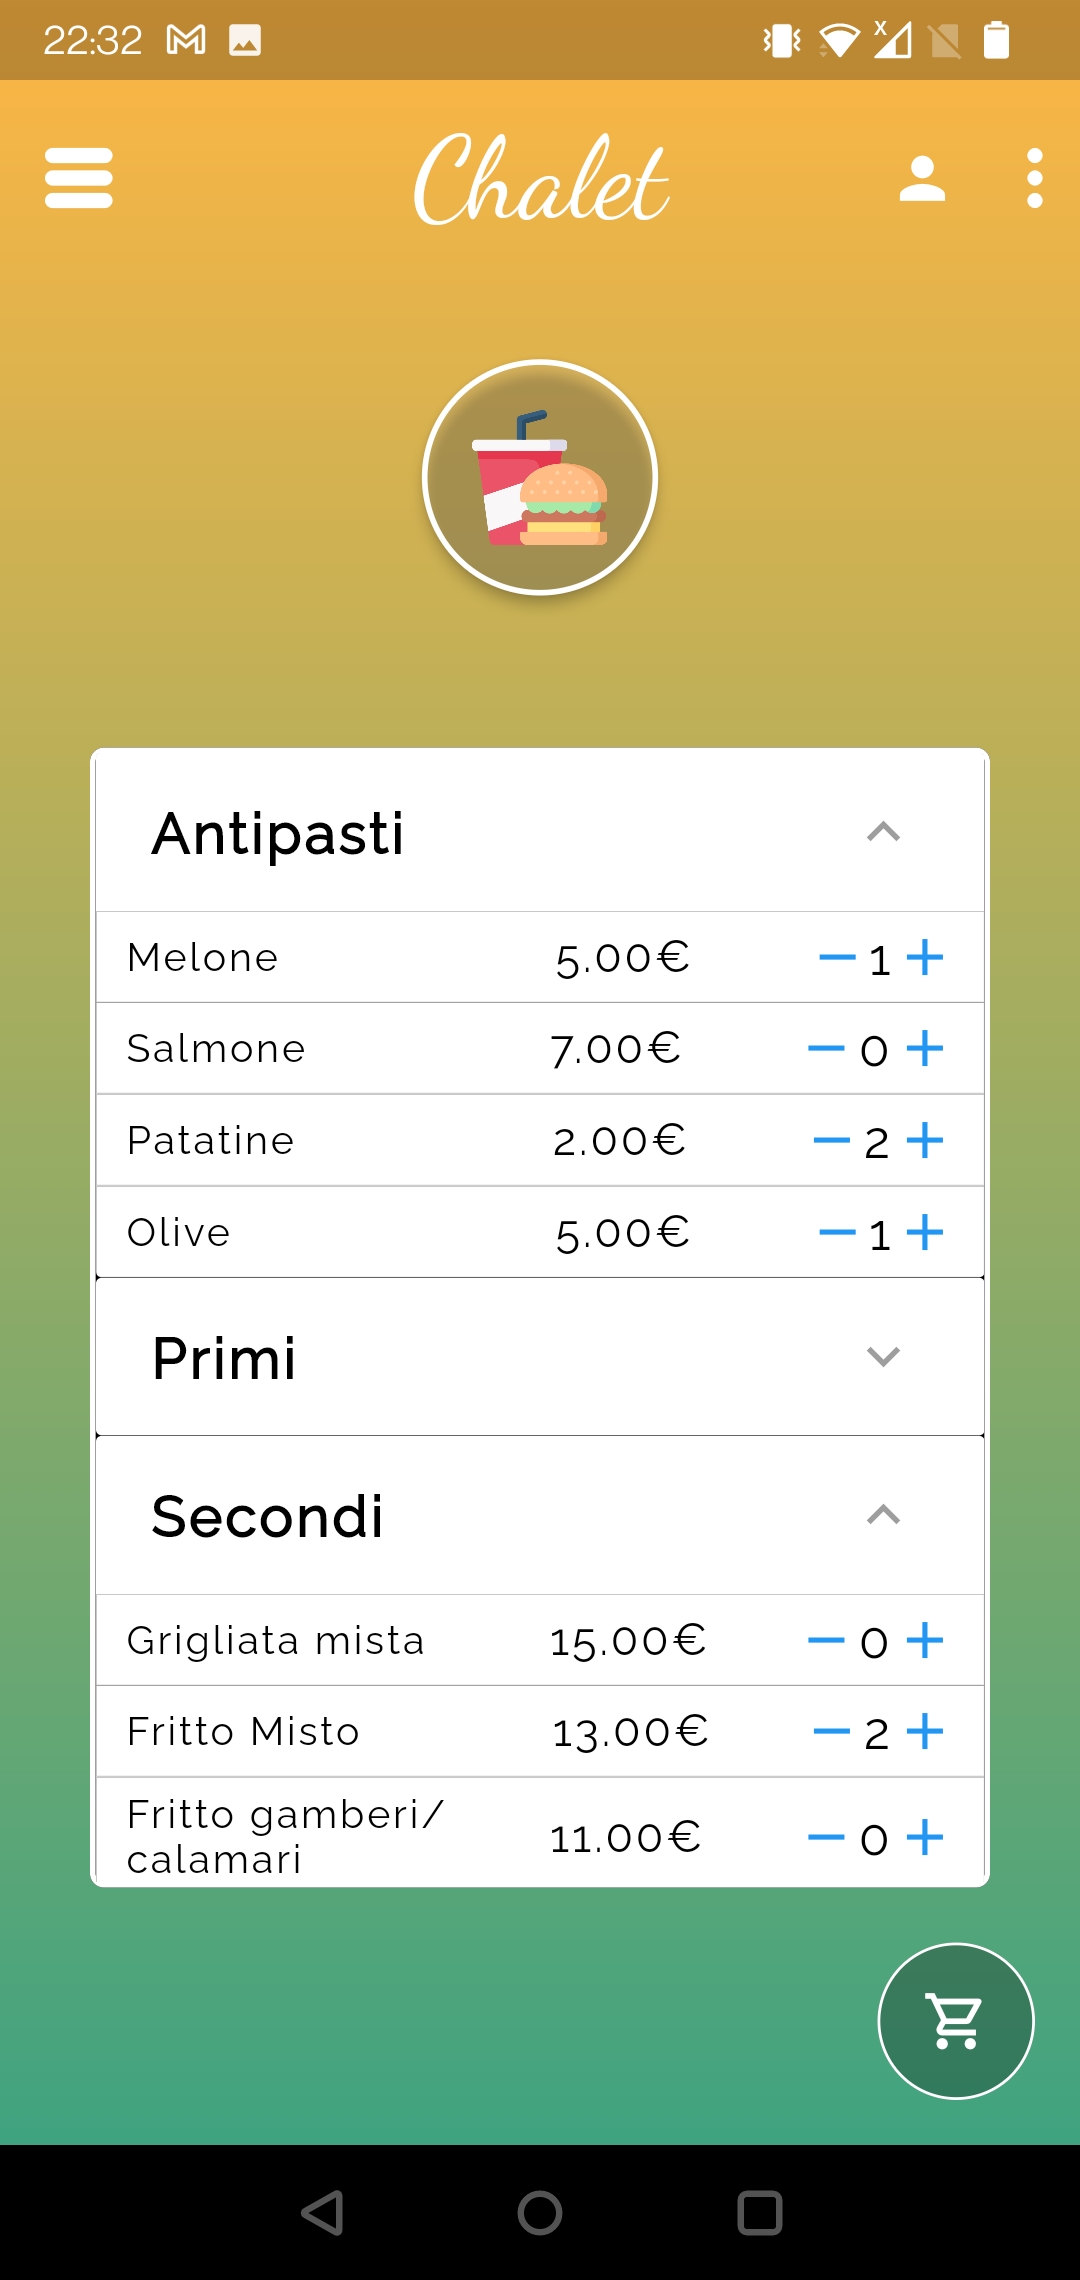 22:32
Chalet
Antipasti
Melone 5.00€ 1
Salmone 7.00€ 0
Patatine 2.00€ 2
Olive 5.00€ 1
Primi
Secondi
Grigliata mista 15.00€ 0
Fritto Misto 13.00€ 2
Fritto gamberi/
calamari 11.00€ 0